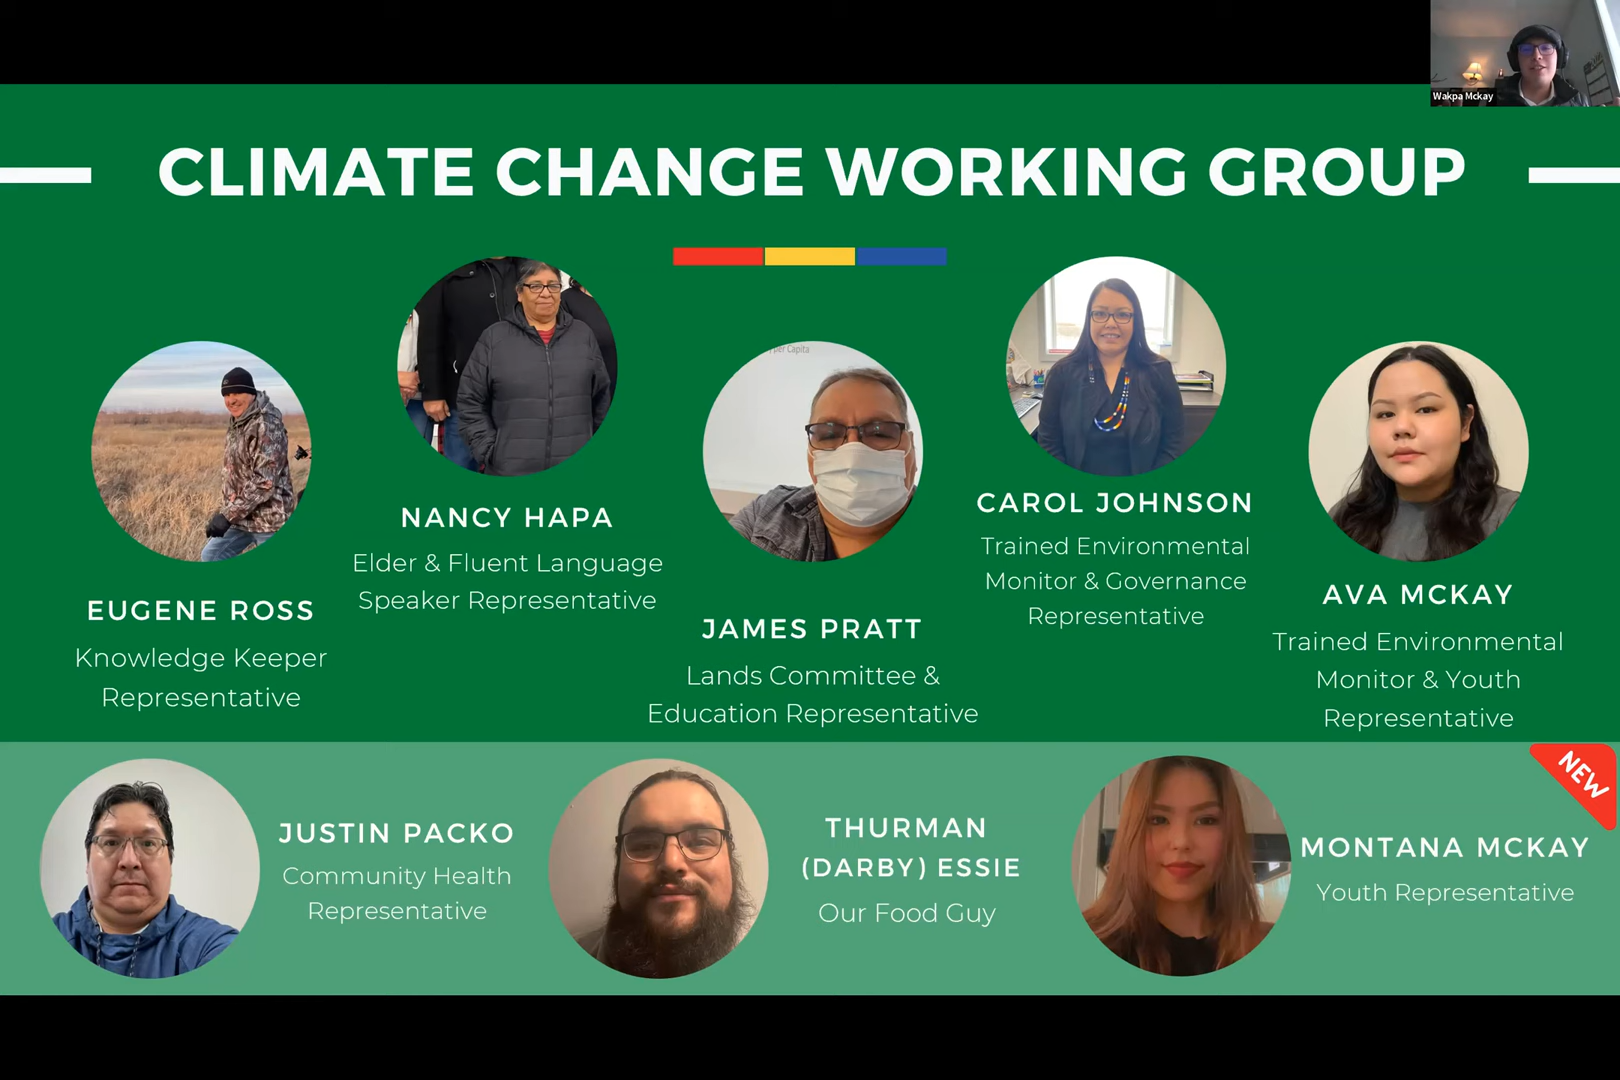 Wakpa Mckay
CLIMATE CHANGE WORKING GROUP
per Capita
EUGENE ROSS
Knowledge Keeper
Representative
NANCY HAPA
Elder & Fluent Language
Speaker Representative
JAMES PRATT
Lands Committee &
Education Representative
CAROL JOHNSON
Trained Environmental
Monitor & Governance
Representative
AVA MCKAY
Trained Environmental
Monitor & Youth
Representative
JUSTIN PACKO
Community Health
Representative
THURMAN
(DARBY) ESSIE
Our Food Guy
NEW
MONTANA MCKAY
Youth Representative